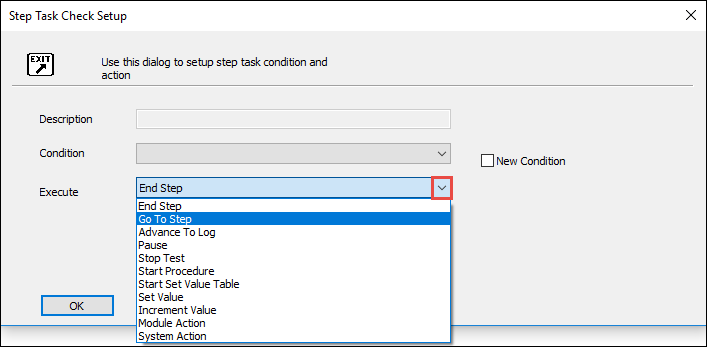 Step Task Check Setup
EXIT
Use this dialog to setup step task condition and
action
Description
Condition
New Condition
Execute
End Step
End Step
Go To Step
Advance To Log
Pause
Stop Test
Start Procedure
Start Set Value Table
Set Value
Increment Value
Module Action
System Action
OK